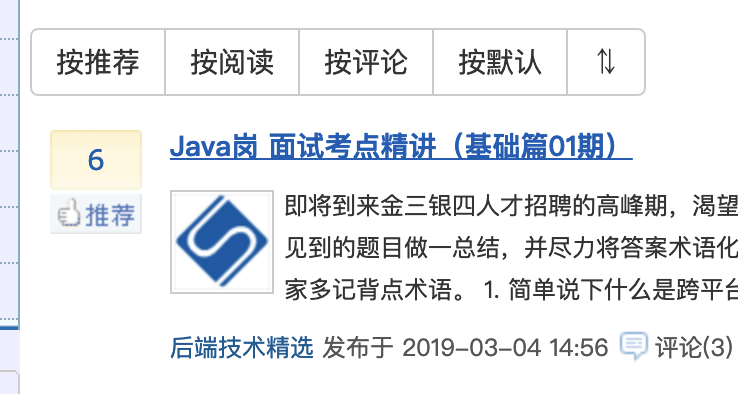 按推荐 按阅读 按评论 按默认 ⇅
6
Java岗 面试考点精讲（基础篇01期）
推荐
即将到来金三银四人才招聘的高峰期，渴望
见到的题目做一总结，并尽力将答案术语化
家多记背点术语。 1. 简单说下什么是跨平台
后端技术精选 发布于 2019-03-04 14:56 评论(3)